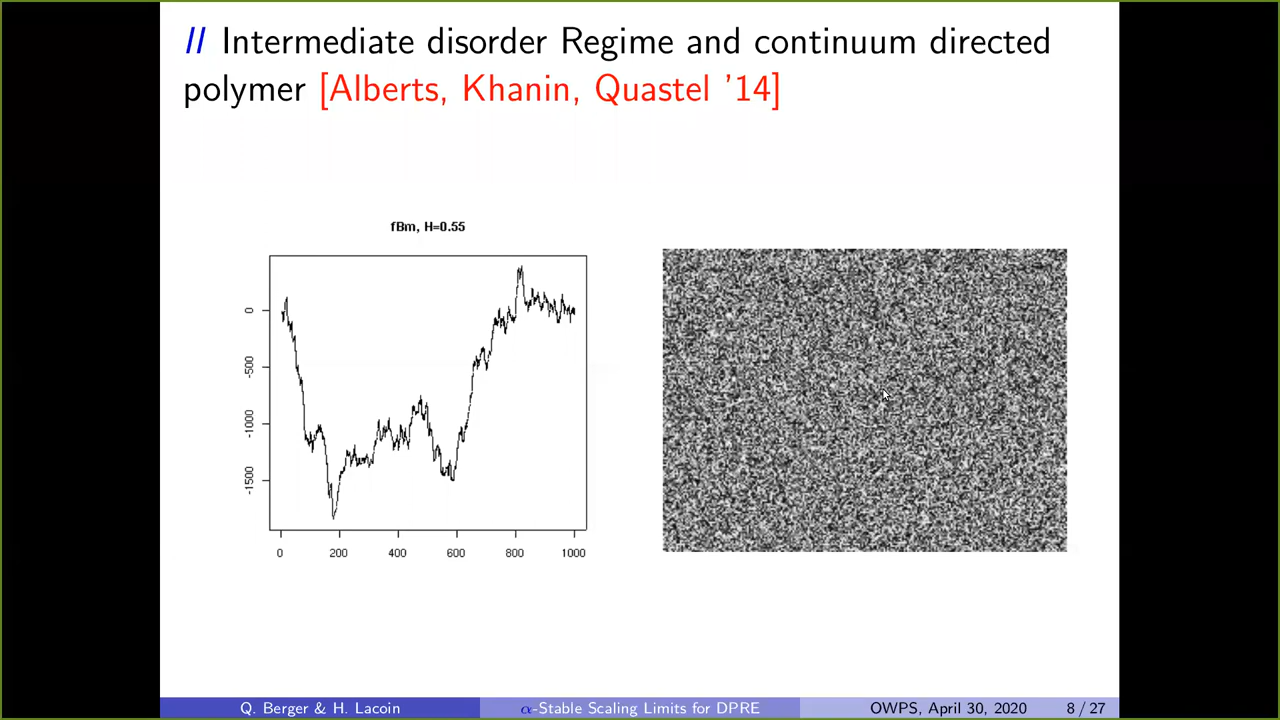 // Intermediate disorder Regime and continuum directed
polymer [Alberts, Khanin, Quastel '14]
fBm, H=0.55
0
-500
-1000
-1500
0 200 400 600 800 1000
Q. Berger & H. Lacoin α-Stable Scaling Limits for DPRE OWPS, April 30, 2020 8 / 27